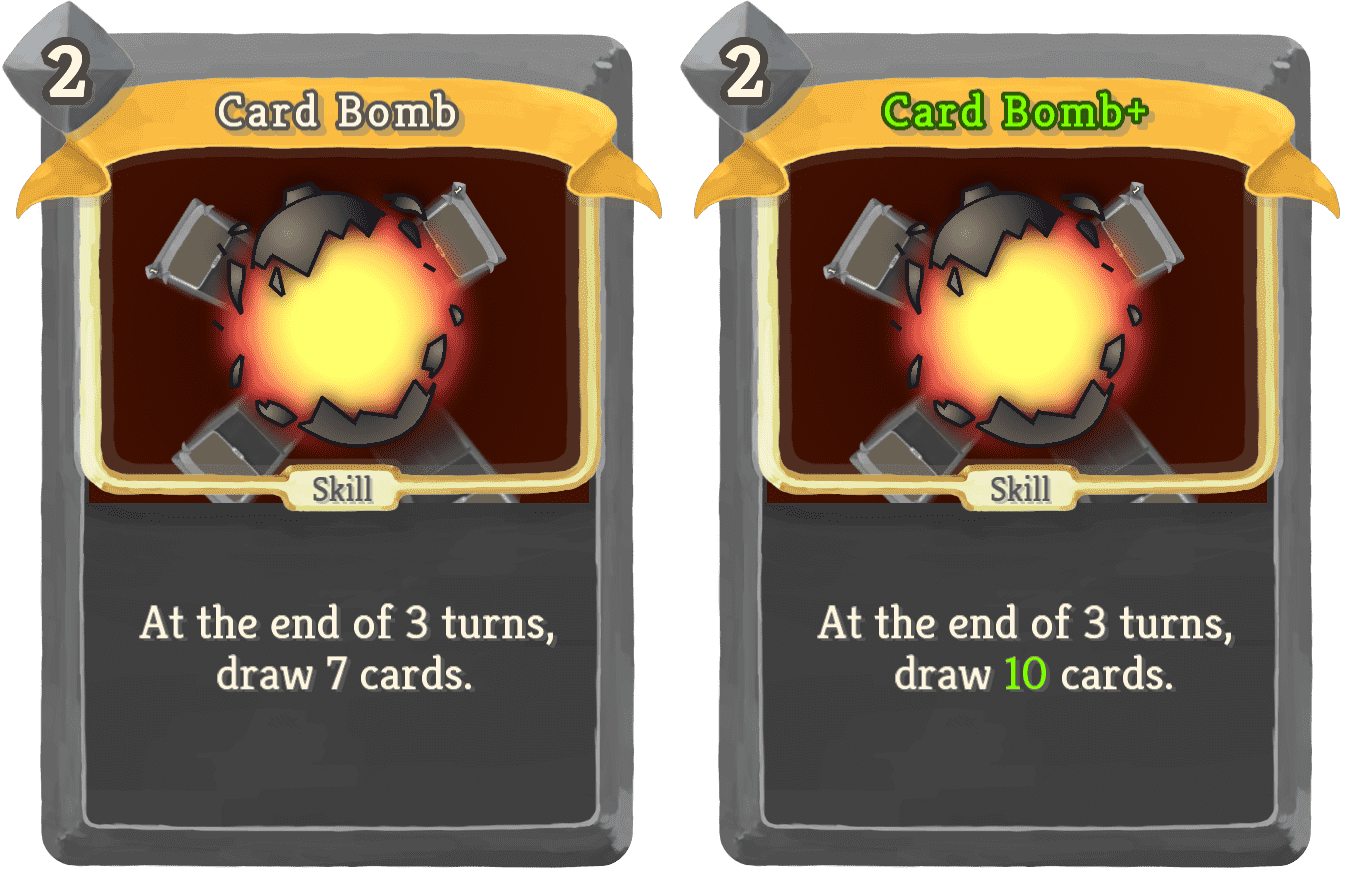 2
Card Bomb
Skill
At the end of 3 turns,
draw 7 cards.
2
Card Bomb+
Skill
At the end of 3 turns,
draw 10 cards.